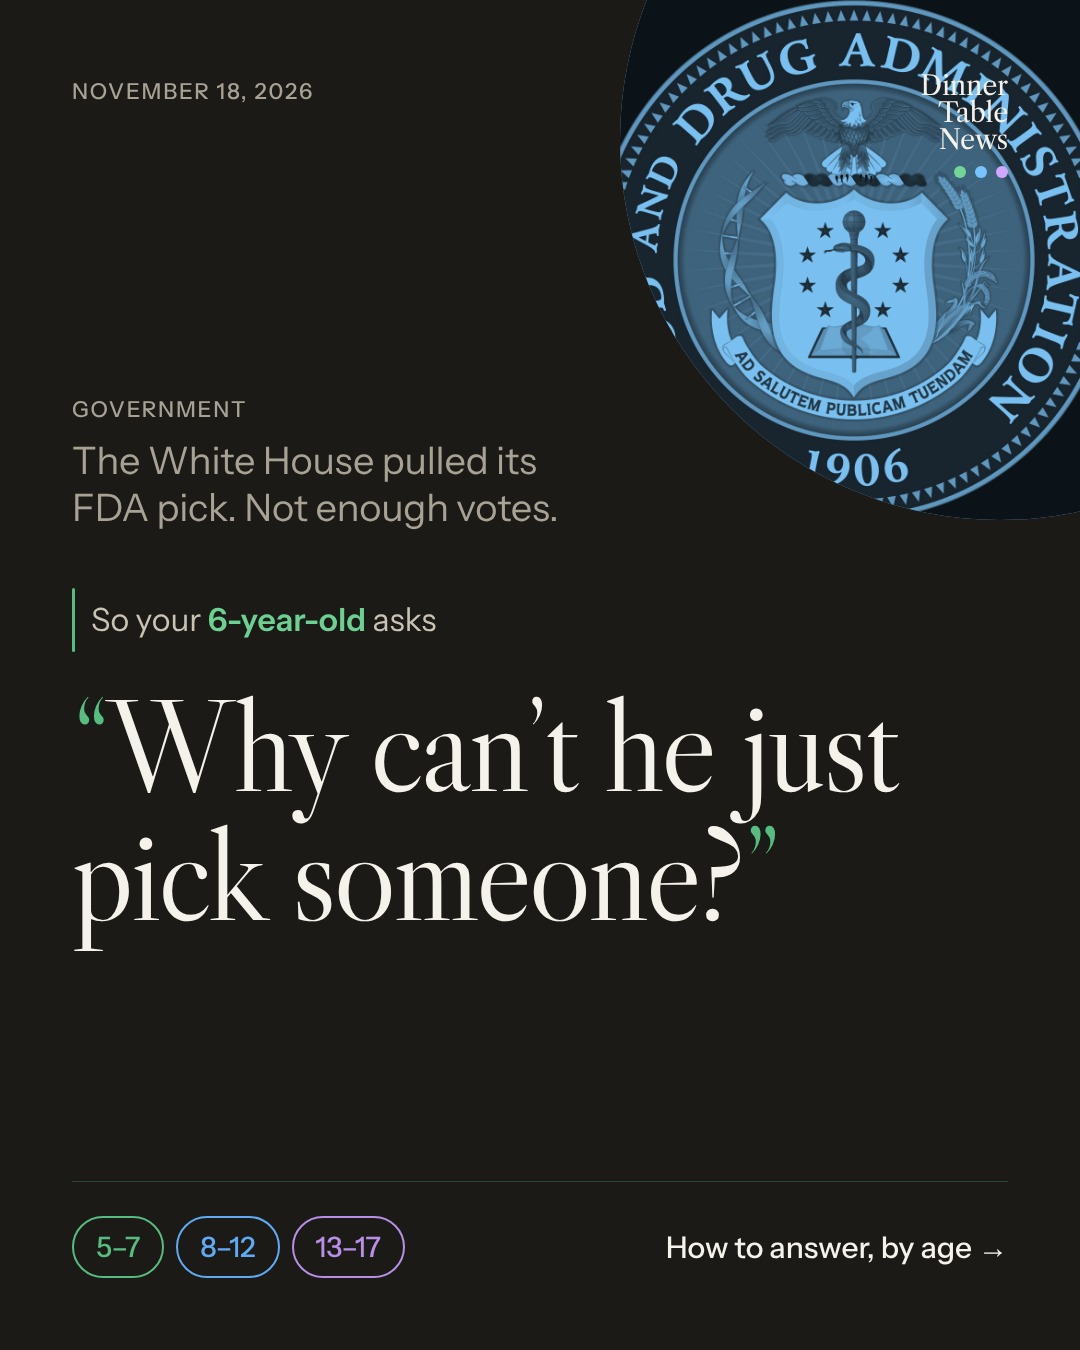 NOVEMBER 18, 2026
Dinner
Table
News
AND DRUG ADMINISTRATION
AD SALUTEM PUBLICAM TUENDAM
1906
GOVERNMENT
The White House pulled its
FDA pick. Not enough votes.
So your 6-year-old asks
“Why can’t he just
pick someone?”
5–7
8–12
13–17
How to answer, by age →